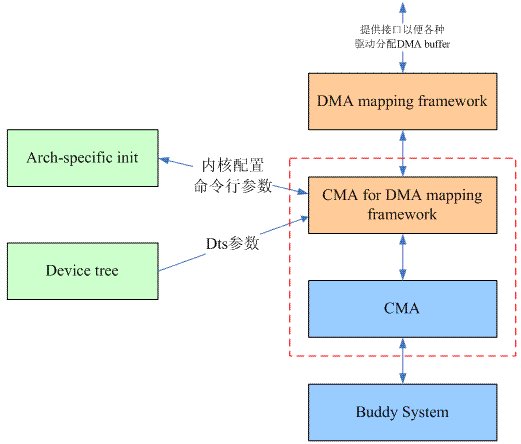 提供接口以便各种
驱动分配DMA buffer
DMA mapping framework
Arch-specific init
内核配置
命令行参数
CMA for DMA mapping
framework
Dts参数
Device tree
CMA
Buddy System